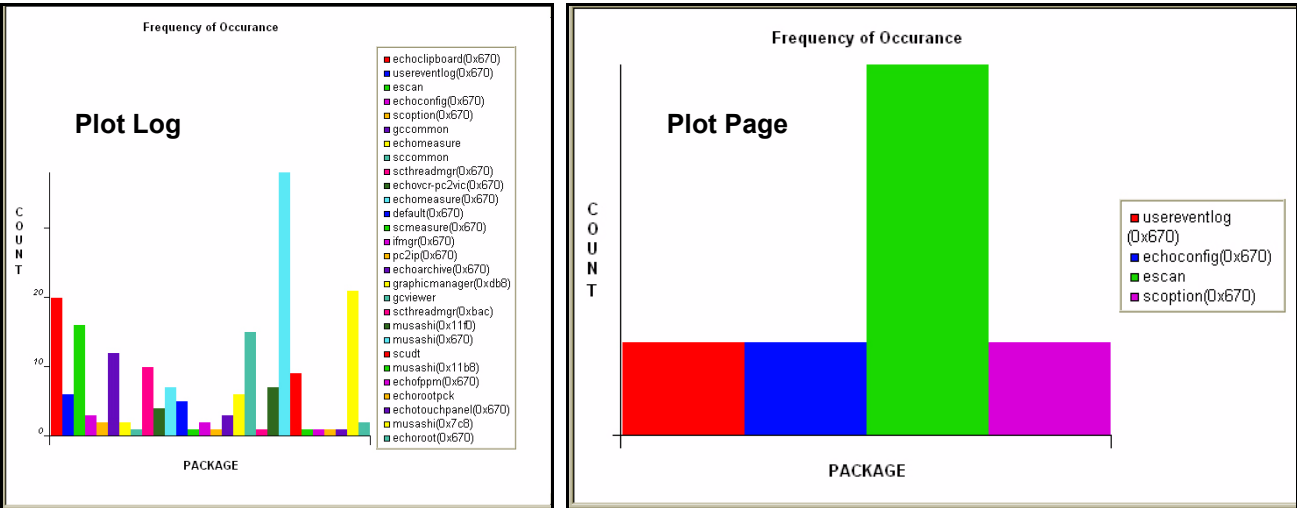 Frequency of Occurance
Plot Log
C
O
U
N
T
20
10
0
PACKAGE
echoclipboard(0x670)
usereventlog(0x670)
escan
echoconfig(0x670)
scoption(0x670)
gccommon
echomeasure
sccommon
scthreadmgr(0x670)
echovcr-pc2vic(0x670)
echomeasure(0x670)
default(0x670)
scmeasure(0x670)
ifmgr(0x670)
pc2ip(0x670)
echoarchive(0x670)
graphicmanager(0xdb8)
gcviewer
scthreadmgr(0xbac)
musashi(0x11f0)
musashi(0x670)
scudt
musashi(0x11b8)
echofppm(0x670)
echorootpck
echotouchpanel(0x670)
musashi(0x7c8)
echoroot(0x670)
Frequency of Occurance
Plot Page
C
O
U
N
T
PACKAGE
usereventlog
(0x670)
echoconfig(0x670)
escan
scoption(0x670)